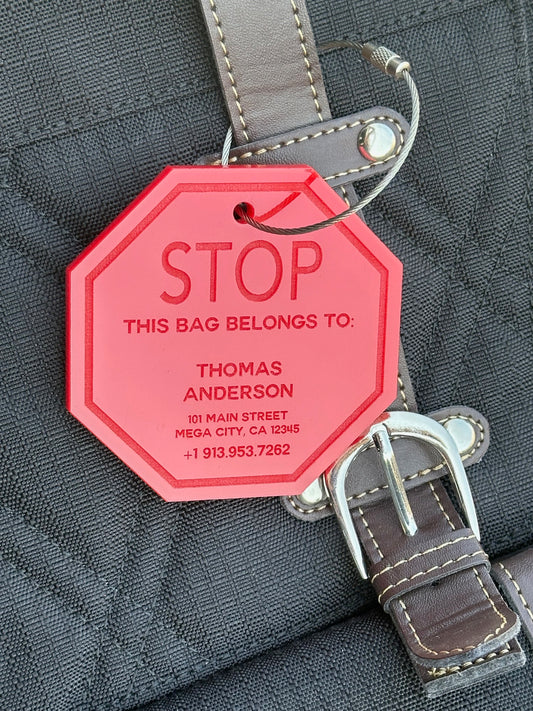 STOP
THIS BAG BELONGS TO:
THOMAS
ANDERSON
101 MAIN STREET
MEGA CITY, CA 12345
+1 913.953.7262